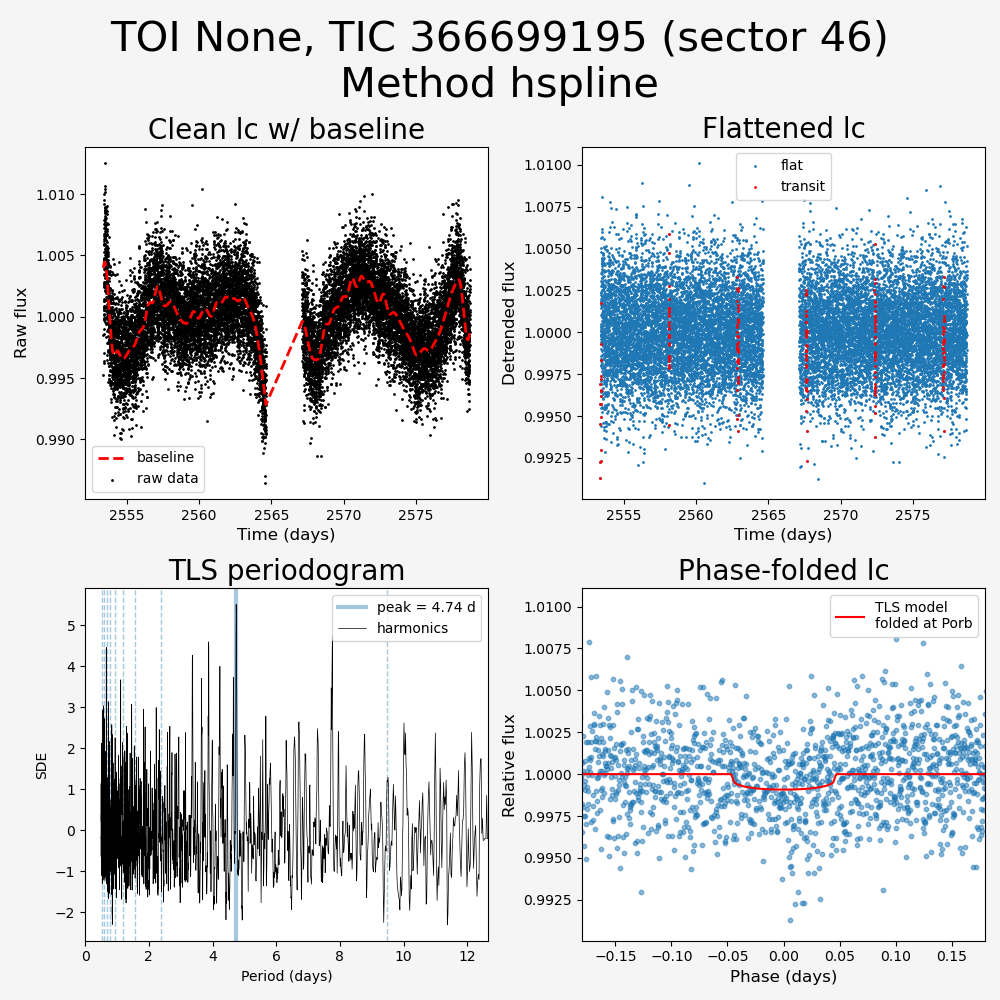 TOI None, TIC 366699195 (sector 46)
Method hspline
Clean lc w/ baseline
Raw flux
1.010
1.005
1.000
0.995
0.990
baseline
raw data
2555
2560
2565
2570
2575
Time (days)
Flattened lc
Detrended flux
1.0100
1.0075
1.0050
1.0025
1.0000
0.9975
0.9950
0.9925
flat
transit
2555
2560
2565
2570
2575
Time (days)
TLS periodogram
SDE
5
4
3
2
1
0
−1
−2
peak = 4.74 d
harmonics
0
2
4
6
8
10
12
Period (days)
Phase-folded lc
Relative flux
1.0100
1.0075
1.0050
1.0025
1.0000
0.9975
0.9950
0.9925
TLS model
folded at Porb
−0.15
−0.10
−0.05
0.00
0.05
0.10
0.15
Phase (days)